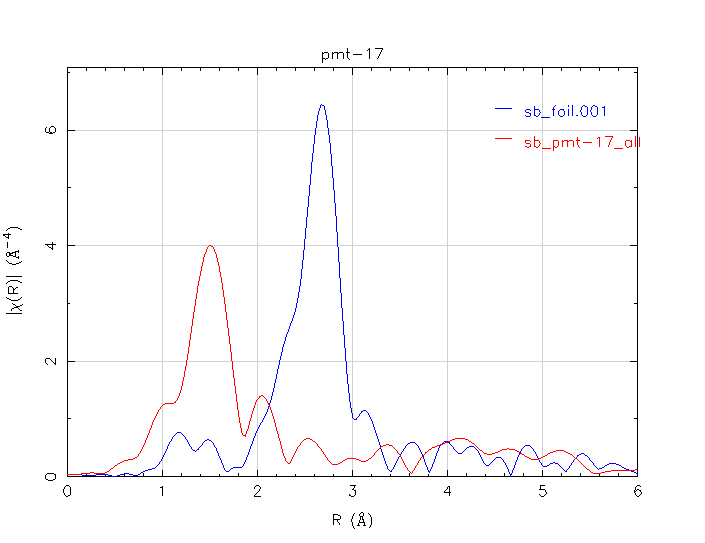 pmt-17
sb_foil.001
sb_pmt-17_all
6
4
2
0
|χ(R)| (Å⁻⁴)
0 1 2 3 4 5 6
R (Å)